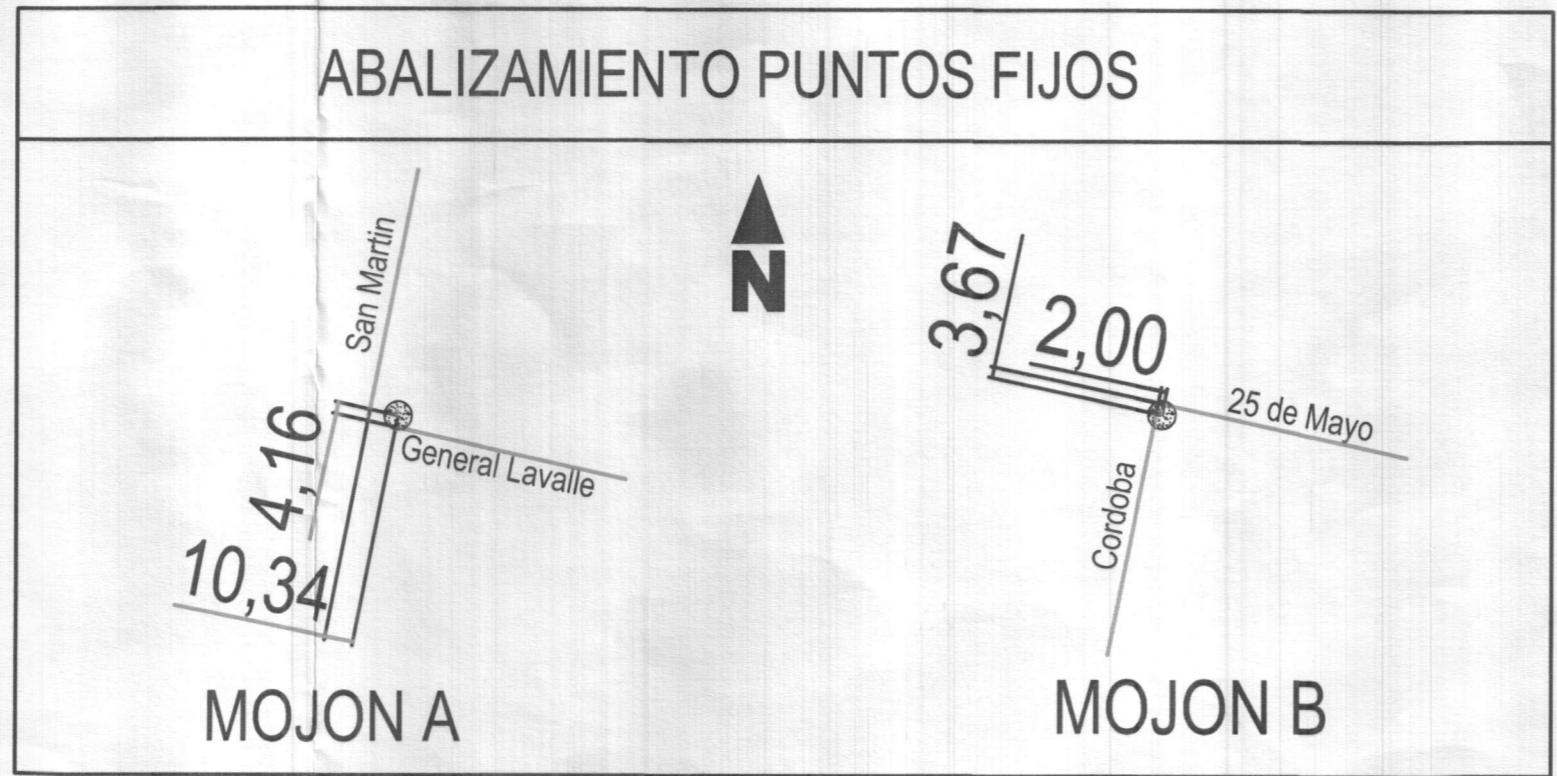 ABALIZAMIENTO PUNTOS FIJOS
San Martin
General Lavalle
4,16
10,34
MOJON A
N
3,67
2,00
25 de Mayo
Cordoba
MOJON B